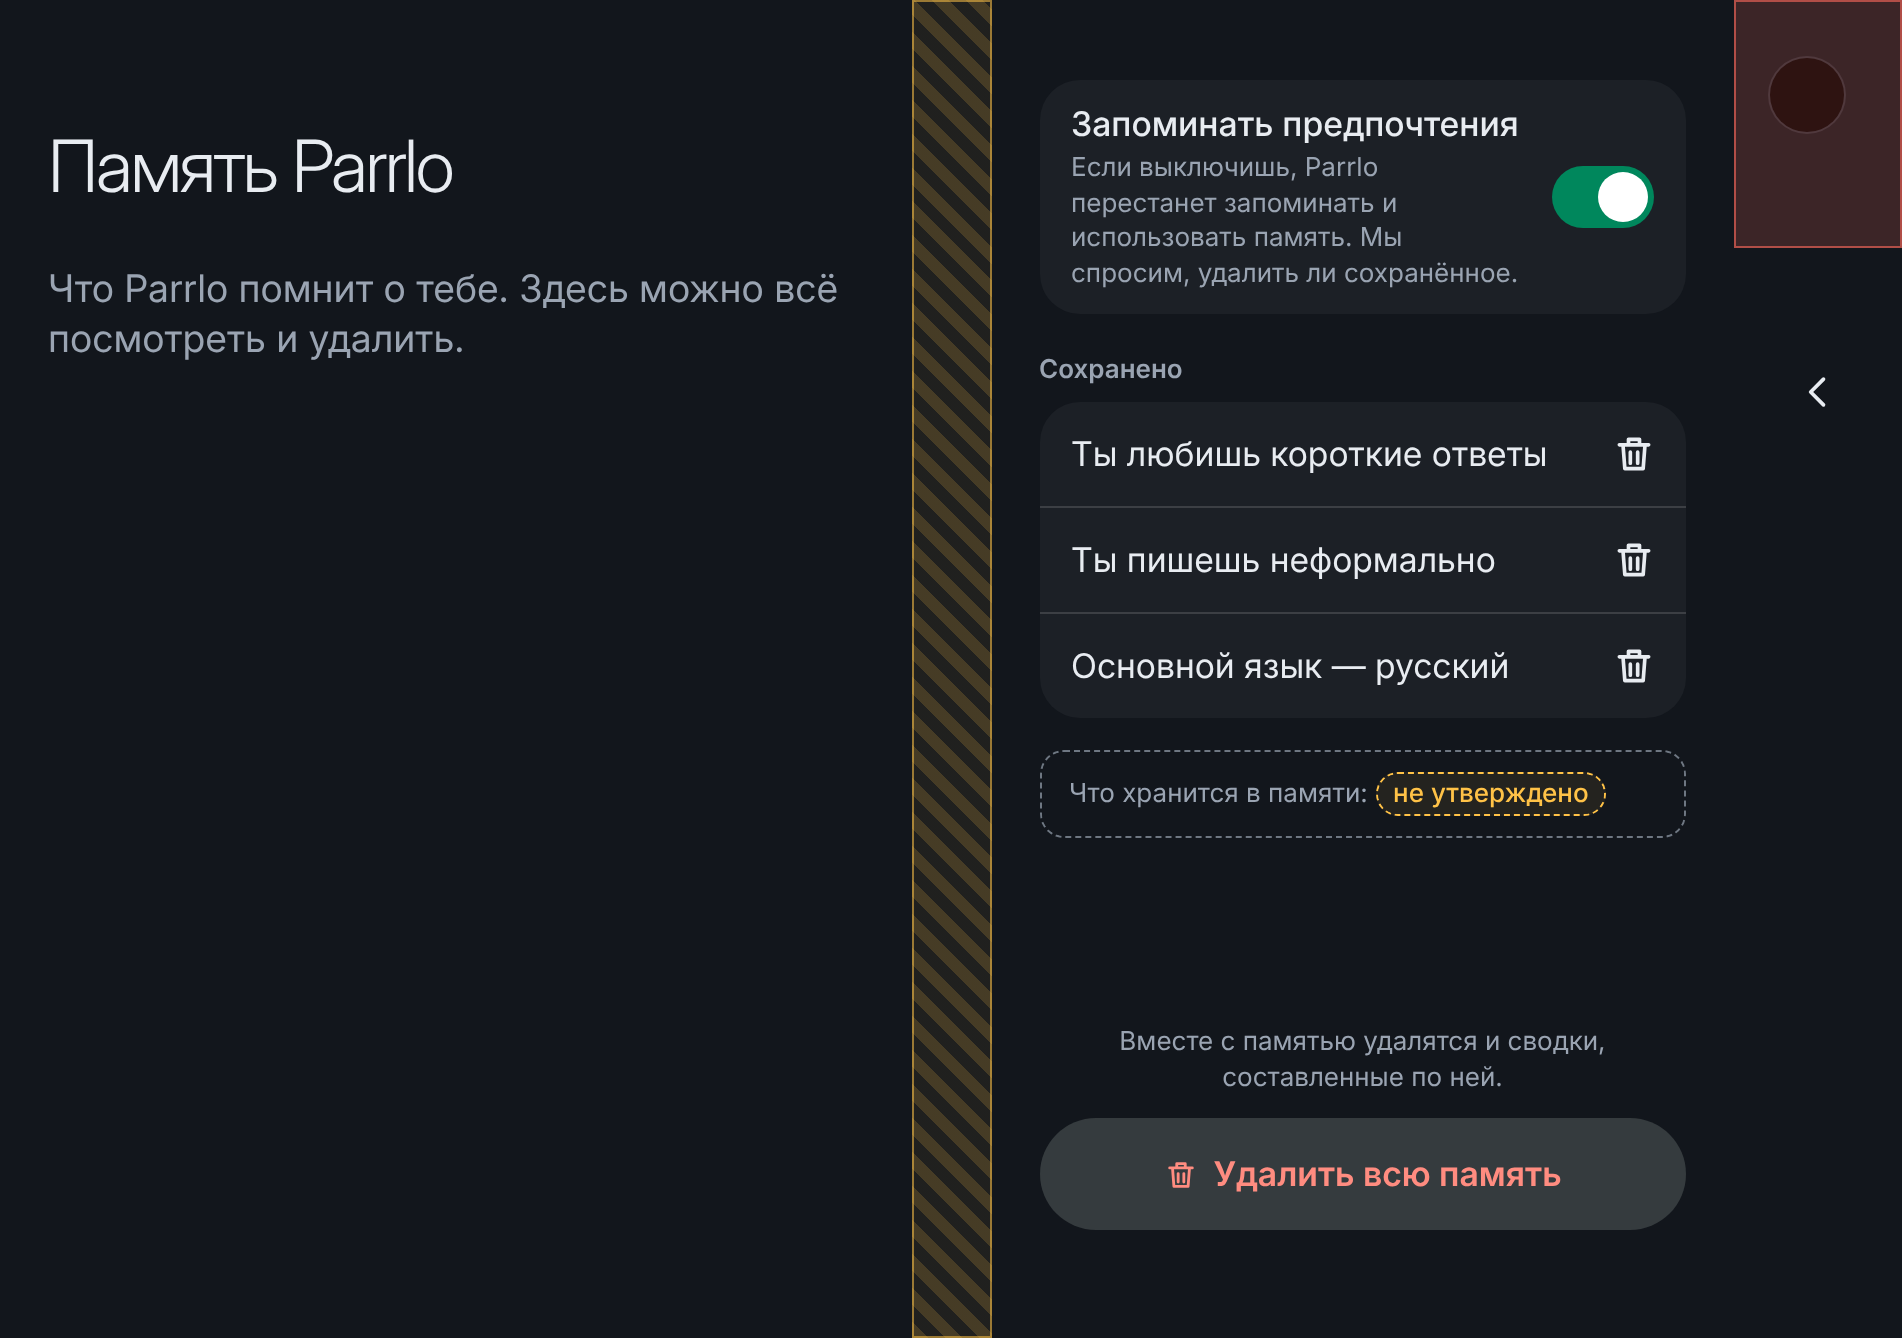 Память Parrlo
Что Parrlo помнит о тебе. Здесь можно всё
посмотреть и удалить.
Запоминать предпочтения
Если выключишь, Parrlo
перестанет запоминать и
использовать память. Мы
спросим, удалить ли сохранённое.
Сохранено
Ты любишь короткие ответы
Ты пишешь неформально
Основной язык — русский
Что хранится в памяти: не утверждено
Вместе с памятью удалятся и сводки,
составленные по ней.
Удалить всю память